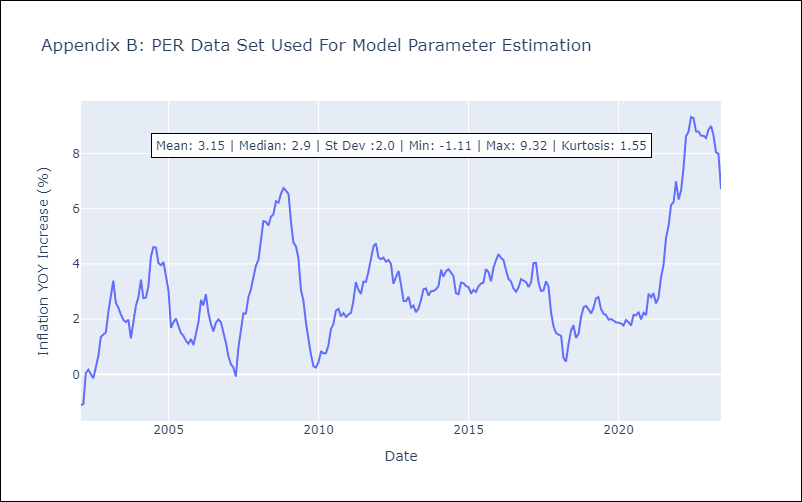 Appendix B: PER Data Set Used For Model Parameter Estimation
Mean: 3.15 | Median: 2.9 | St Dev :2.0 | Min: -1.11 | Max: 9.32 | Kurtosis: 1.55
Inflation YOY Increase (%)
8
6
4
2
0
2005
2010
2015
2020
Date